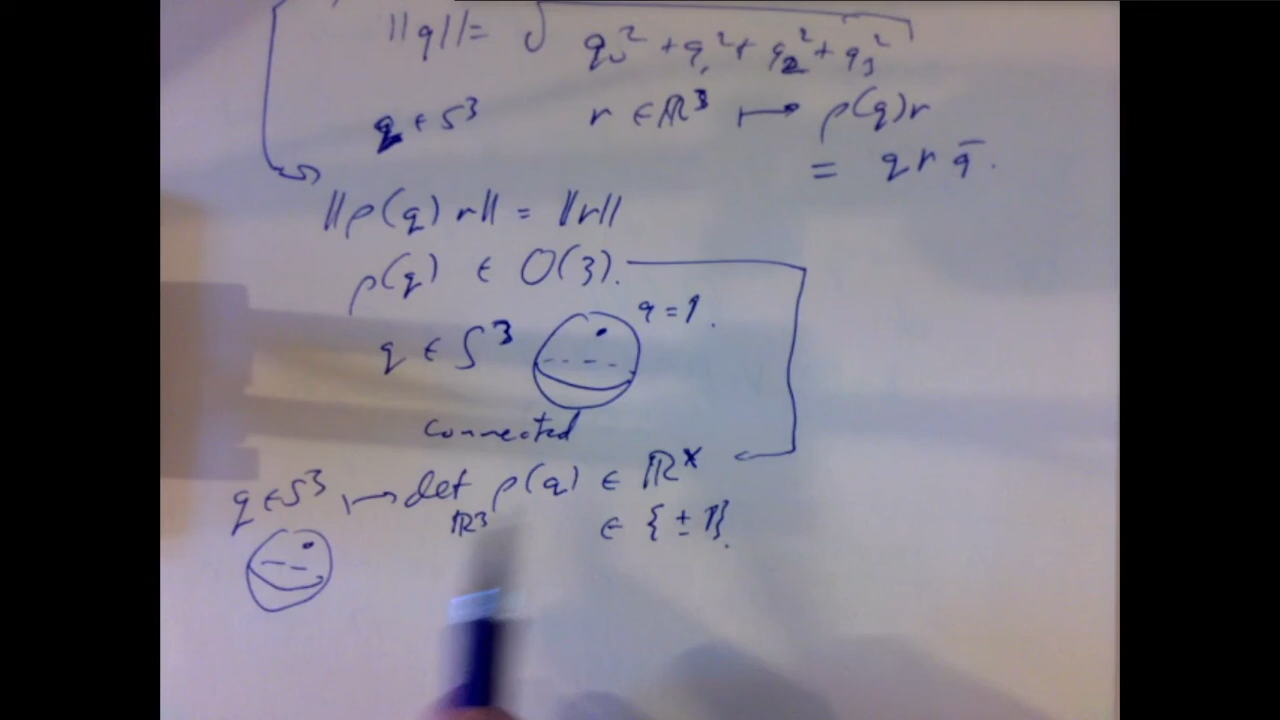 ||q|| = √ q₀² + q₁² + q₂² + q₃²
q ∈ S³ r ∈ ℝ³ ↦ ρ(q)r
= q r q̄.
||ρ(q) r|| = ||r||
ρ(q) ∈ O(3).
q ∈ S³ q = 1.
connected
q ∈ S³ ↦ det ρ(q) ∈ ℝ^×
ℝ³ ∈ {± 1}.